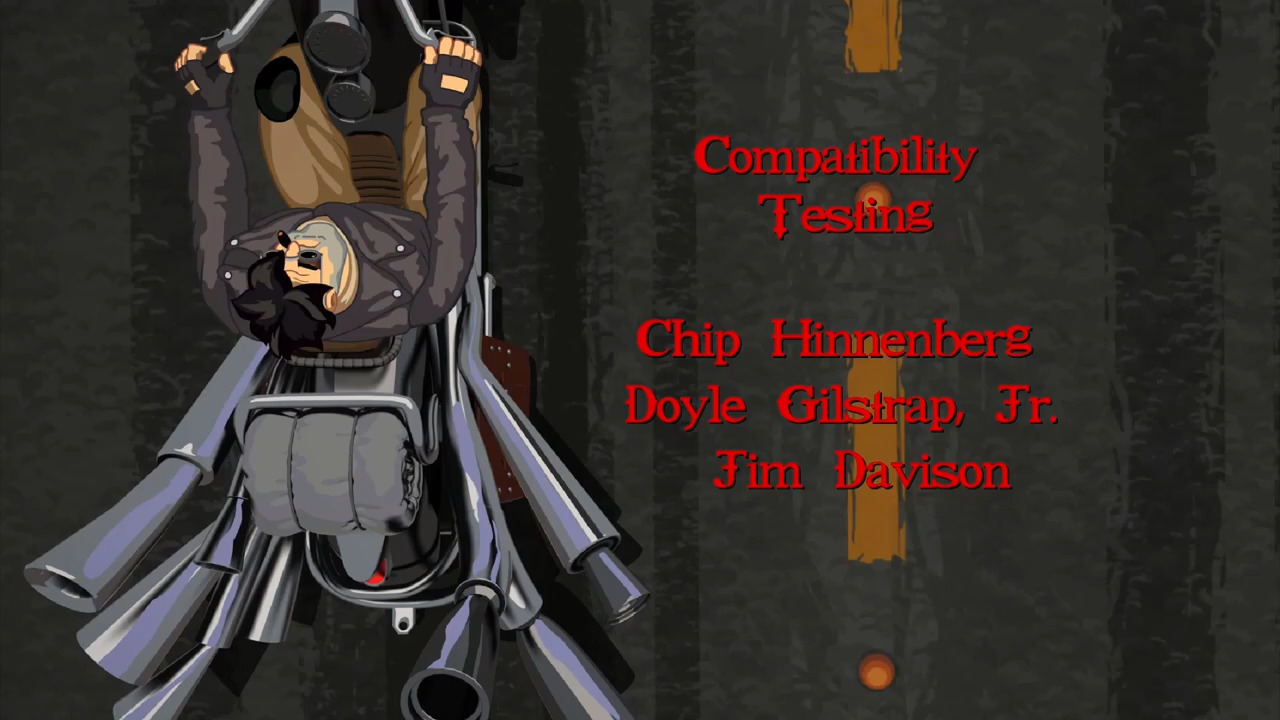 Compatibility
Testing
Chip Hinnenberg
Doyle Gilstrap, Jr.
Jim Davison